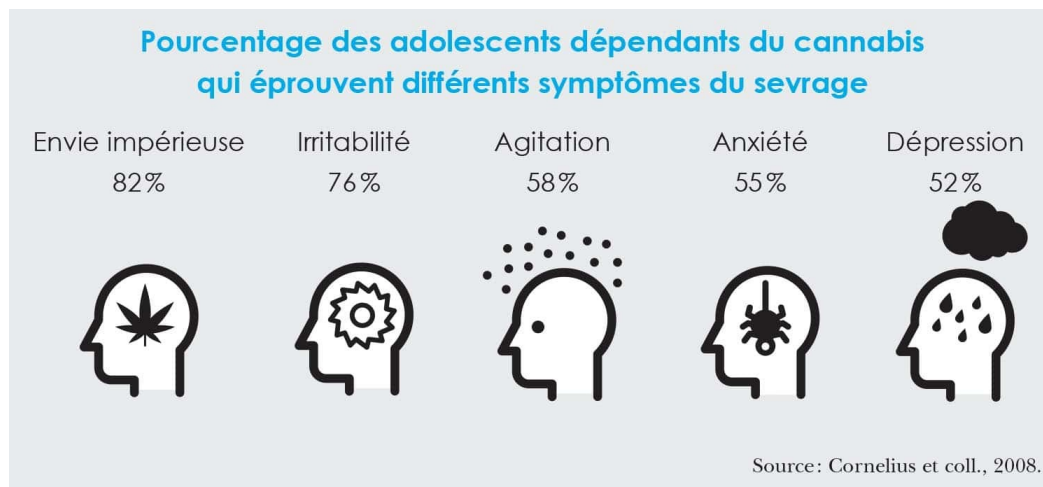 Pourcentage des adolescents dépendants du cannabis
qui éprouvent différents symptômes du sevrage
Envie impérieuse
82 %
Irritabilité
76 %
Agitation
58 %
Anxiété
55 %
Dépression
52 %
Source : Cornelius et coll., 2008.